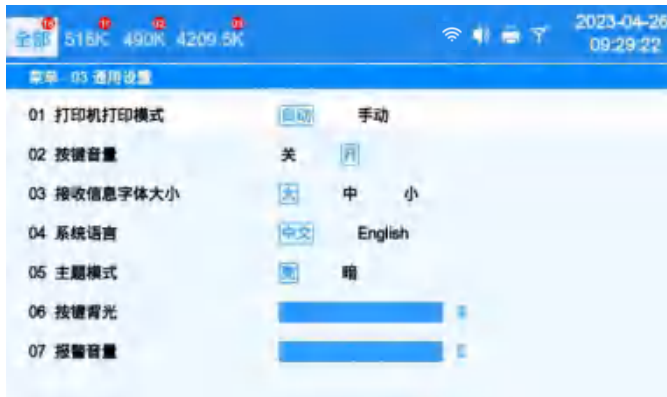 全部 516K 490K 4209.5K 2023-04-26
09:29:22
菜单 - 03 通用设置
01 打印机打印模式 自动 手动
02 按键音量 关 开
03 接收信息字体大小 大 中 小
04 系统语言 中文 English
05 主题模式 亮 暗
06 按键背光
07 报警音量